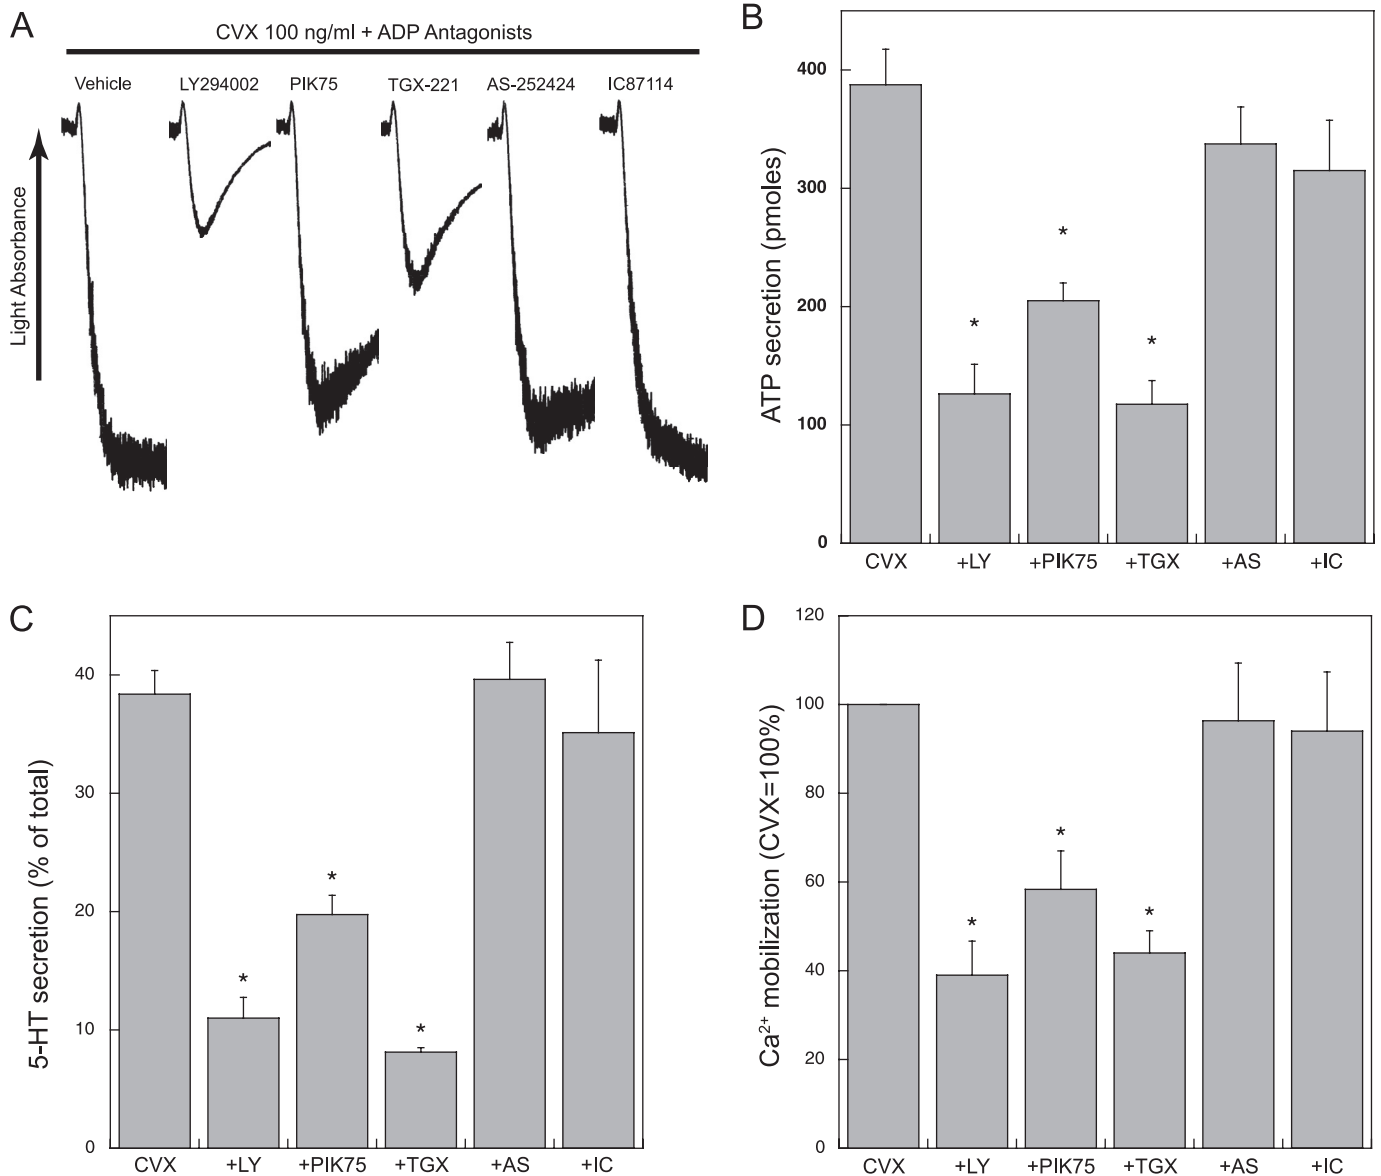 A
CVX 100 ng/ml + ADP Antagonists
Vehicle LY294002 PIK75 TGX-221 AS-252424 IC87114
Light Absorbance
B
ATP secretion (pmoles)
400
300
200
100
0
*
*
*
CVX +LY +PIK75 +TGX +AS +IC
C
5-HT secretion (% of total)
40
30
20
10
0
*
*
*
CVX +LY +PIK75 +TGX +AS +IC
D
Ca²⁺ mobilization (CVX=100%)
120
100
80
60
40
20
0
*
*
*
CVX +LY +PIK75 +TGX +AS +IC